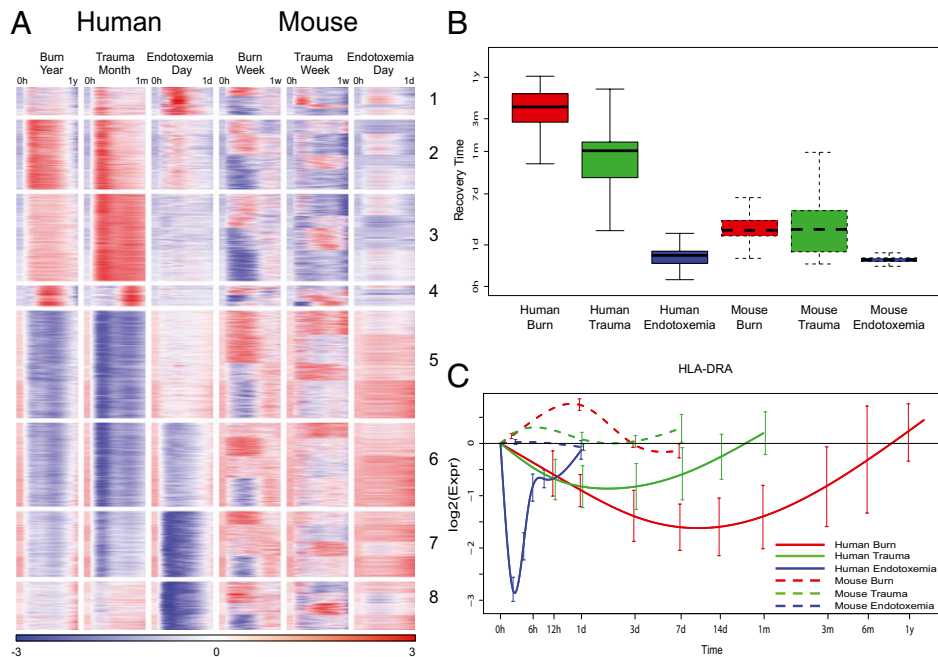 A
Human
Mouse
Burn
Year
Trauma
Month
Endotoxemia
Day
Burn
Week
Trauma
Week
Endotoxemia
Day
0h 1y
0h 1m
0h 1d
0h 1w
0h 1w
0h 1d
1
2
3
4
5
6
7
8
-3 0 3
B
Recovery Time
1y
3m
1m
7d
1d
0h
Human
Burn
Human
Trauma
Human
Endotoxemia
Mouse
Burn
Mouse
Trauma
Mouse
Endotoxemia
C
HLA-DRA
log2(Expr)
0
−1
−2
−3
Human Burn
Human Trauma
Human Endotoxemia
Mouse Burn
Mouse Trauma
Mouse Endotoxemia
0h 6h 12h 1d 3d 7d 14d 1m 3m 6m 1y
Time